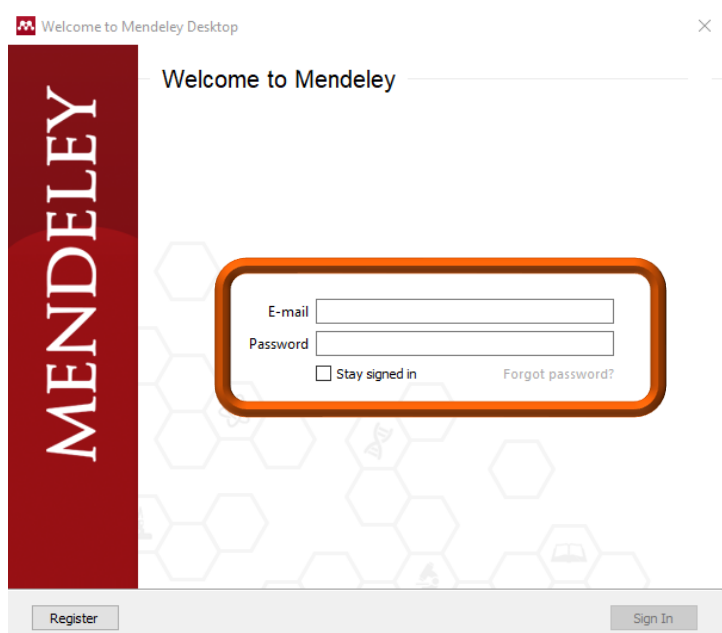 Welcome to Mendeley Desktop
Welcome to Mendeley
MENDELEY
E-mail
Password
Stay signed in Forgot password?
Register Sign In